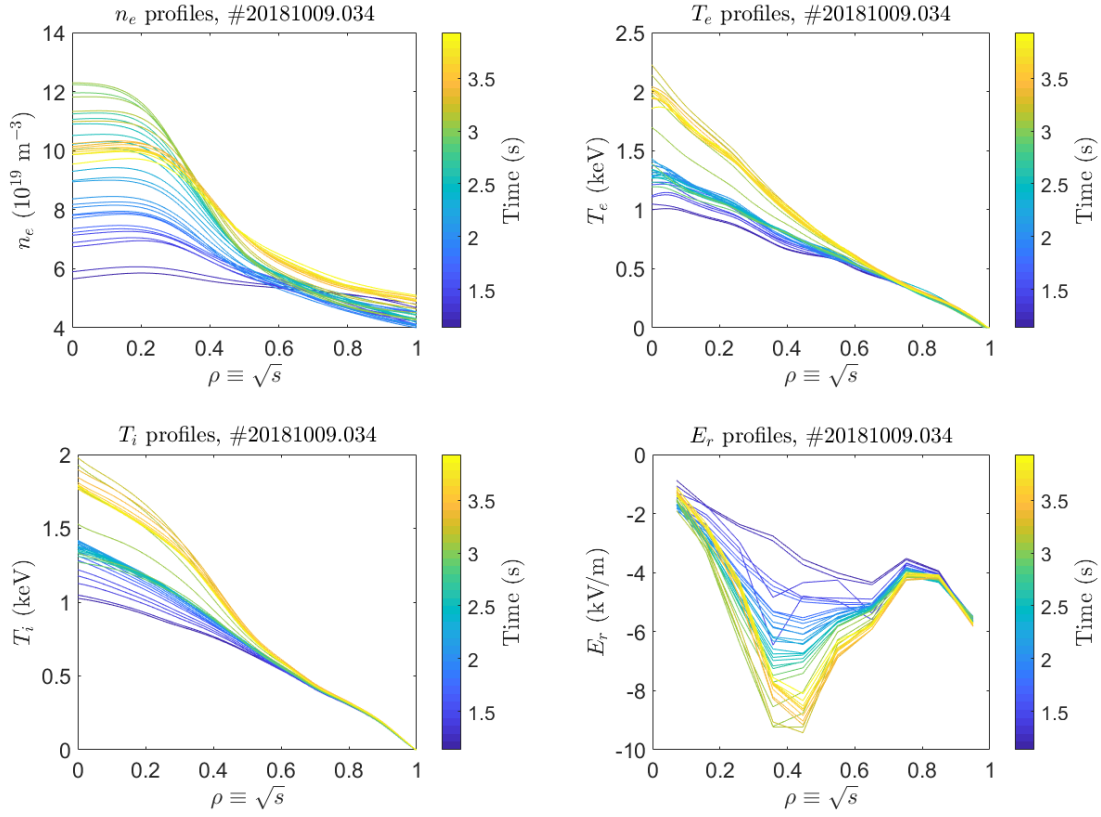 n_e profiles, #20181009.034
14
12
10
8
6
4
n_e (10^19 m^−3)
0 0.2 0.4 0.6 0.8 1
ρ ≡ √s
3.5
3
2.5
2
1.5
Time (s)
T_e profiles, #20181009.034
2.5
2
1.5
1
0.5
0
T_e (keV)
0 0.2 0.4 0.6 0.8 1
ρ ≡ √s
3.5
3
2.5
2
1.5
Time (s)
T_i profiles, #20181009.034
2
1.5
1
0.5
0
T_i (keV)
0 0.2 0.4 0.6 0.8 1
ρ ≡ √s
3.5
3
2.5
2
1.5
Time (s)
E_r profiles, #20181009.034
0
-2
-4
-6
-8
-10
E_r (kV/m)
0 0.2 0.4 0.6 0.8 1
ρ ≡ √s
3.5
3
2.5
2
1.5
Time (s)